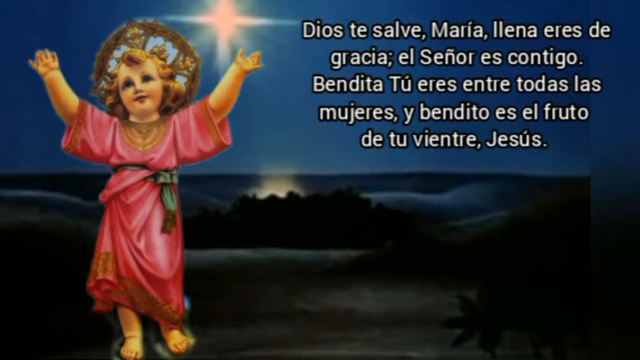 Dios te salve, María, llena eres de
gracia; el Señor es contigo.
Bendita Tú eres entre todas las
mujeres, y bendito es el fruto
de tu vientre, Jesús.